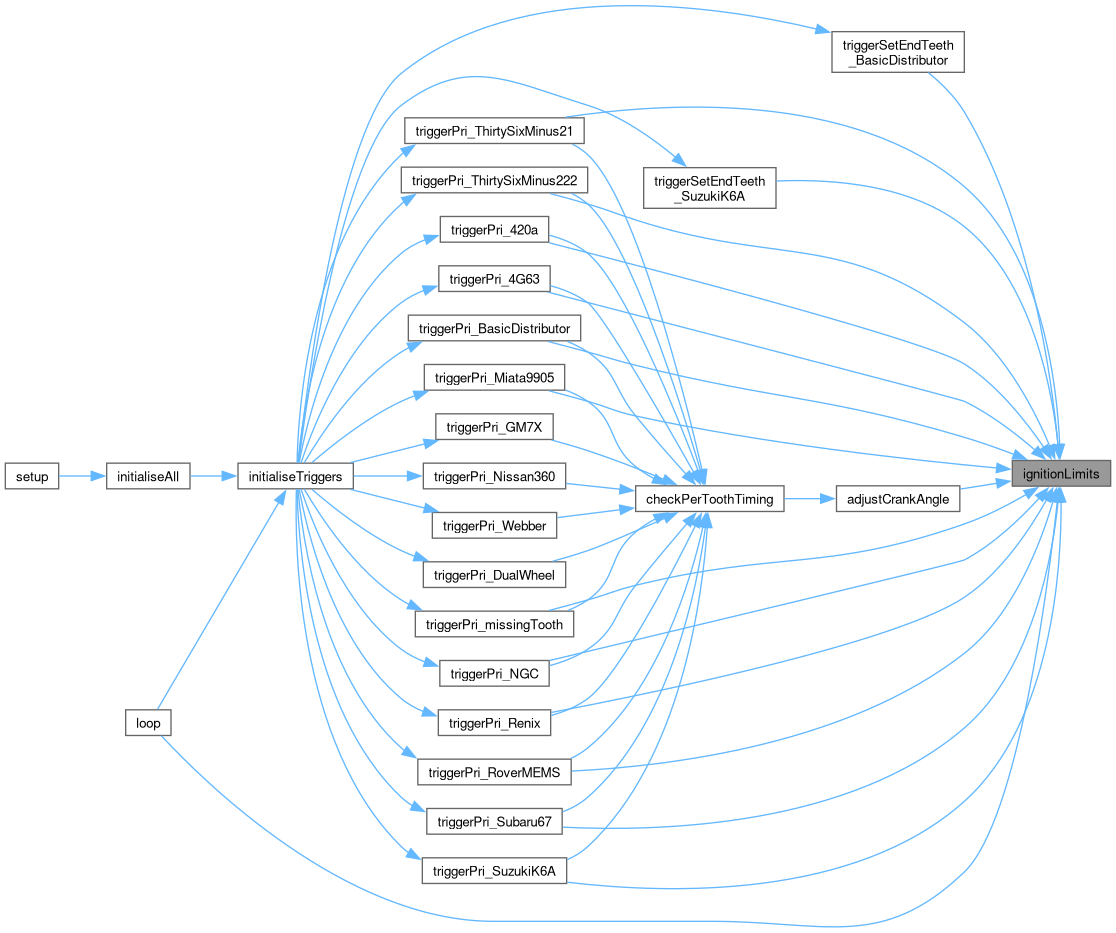 triggerSetEndTeeth
_BasicDistributor
triggerPri_ThirtySixMinus21
triggerPri_ThirtySixMinus222
triggerSetEndTeeth
_SuzukiK6A
triggerPri_420a
triggerPri_4G63
triggerPri_BasicDistributor
triggerPri_Miata9905
triggerPri_GM7X
setup
initialiseAll
initialiseTriggers
triggerPri_Nissan360
checkPerToothTiming
adjustCrankAngle
ignitionLimits
triggerPri_Webber
triggerPri_DualWheel
triggerPri_missingTooth
triggerPri_NGC
loop
triggerPri_Renix
triggerPri_RoverMEMS
triggerPri_Subaru67
triggerPri_SuzukiK6A